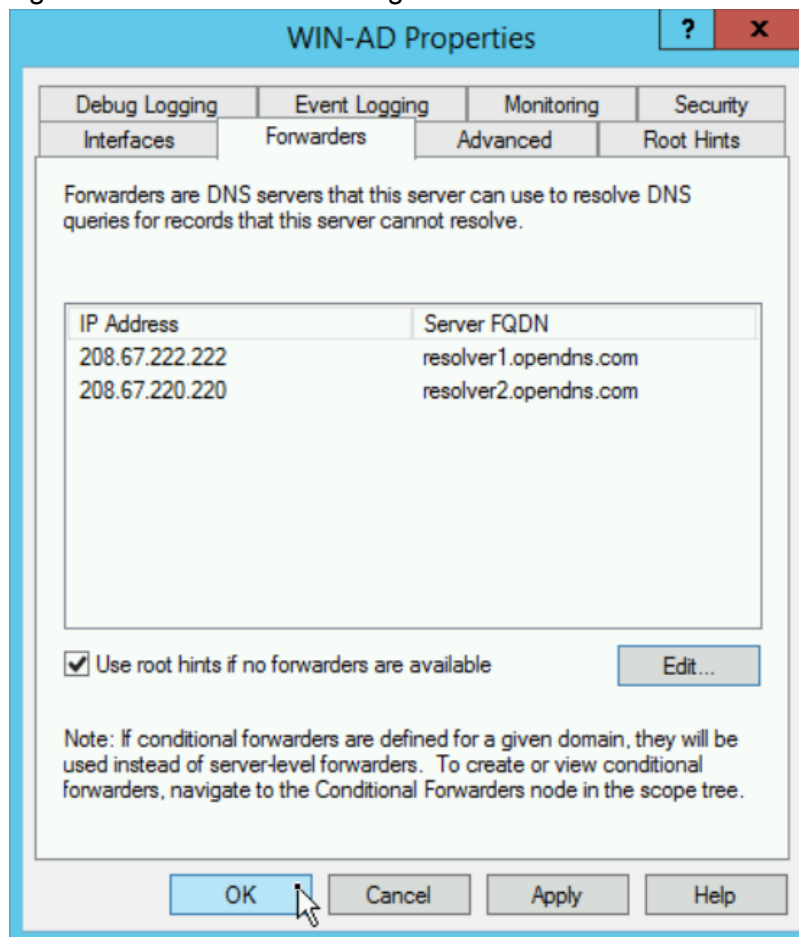 WIN-AD Properties
? x
Debug Logging Event Logging Monitoring Security
Interfaces Forwarders Advanced Root Hints
Forwarders are DNS servers that this server can use to resolve DNS
queries for records that this server cannot resolve.
IP Address Server FQDN
208.67.222.222 resolver1.opendns.com
208.67.220.220 resolver2.opendns.com
Use root hints if no forwarders are available Edit...
Note: If conditional forwarders are defined for a given domain, they will be
used instead of server-level forwarders. To create or view conditional
forwarders, navigate to the Conditional Forwarders node in the scope tree.
OK Cancel Apply Help